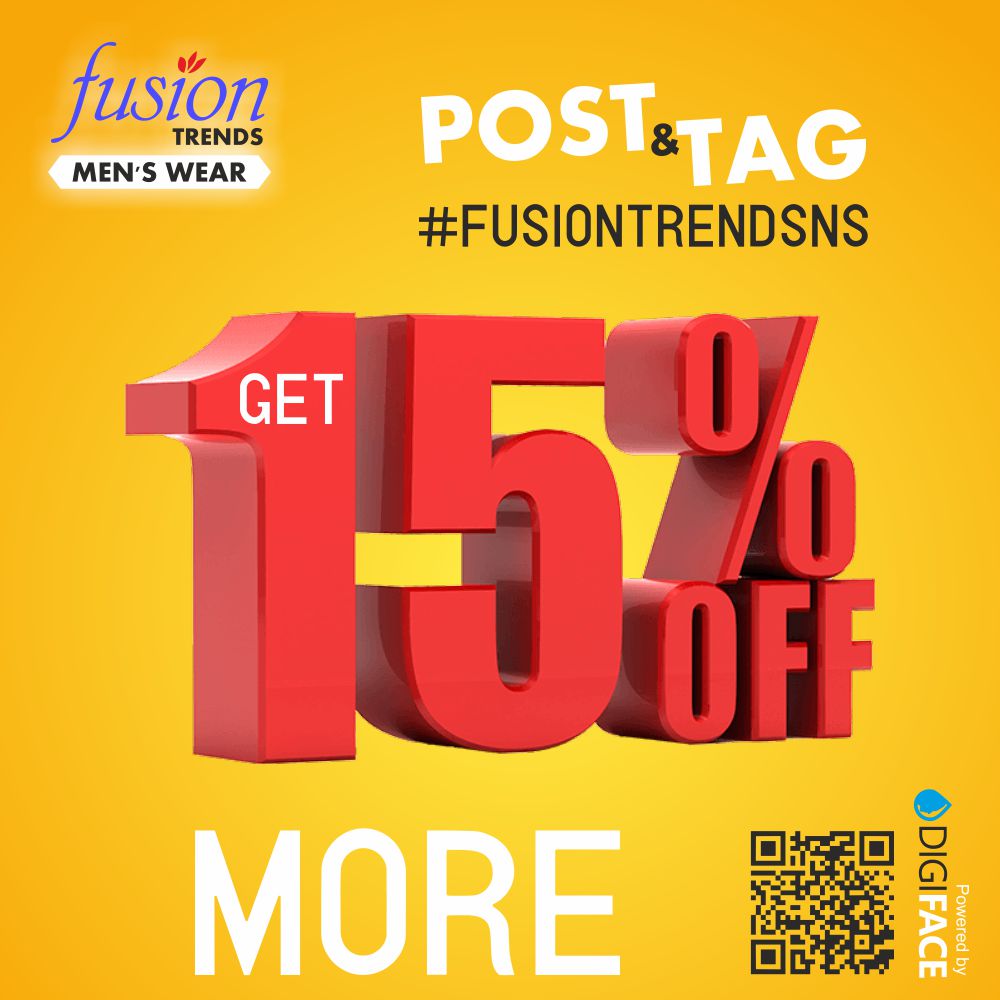 fusion
TRENDS
MEN'S WEAR
POST & TAG
#FUSIONTRENDSNS
GET
15%
OFF
MORE
DIGIFACE
Powered by